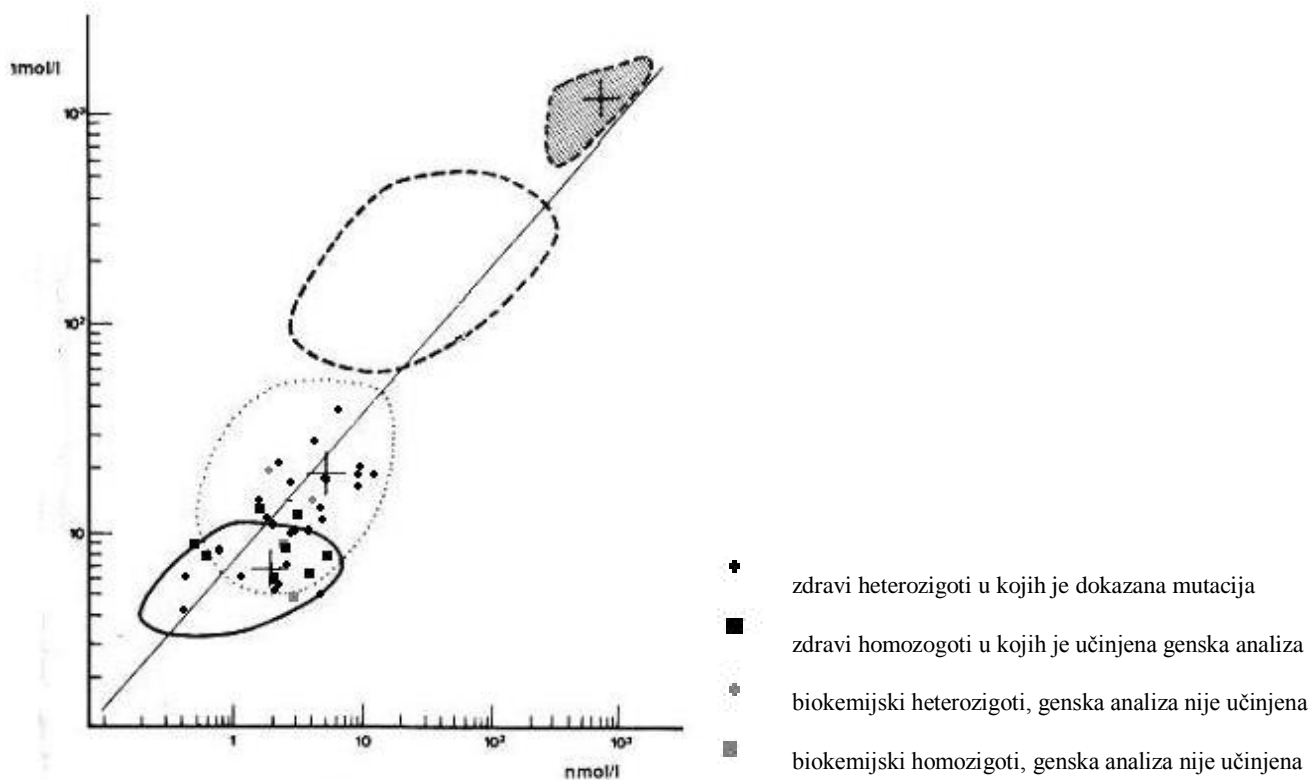 nmol/l
10³
10²
10
1
10
10²
10³
nmol/l
zdravi heterozigoti u kojih je dokazana mutacija
zdravi homozogoti u kojih je učinjena genska analiza
biokemijski heterozigoti, genska analiza nije učinjena
biokemijski homozigoti, genska analiza nije učinjena